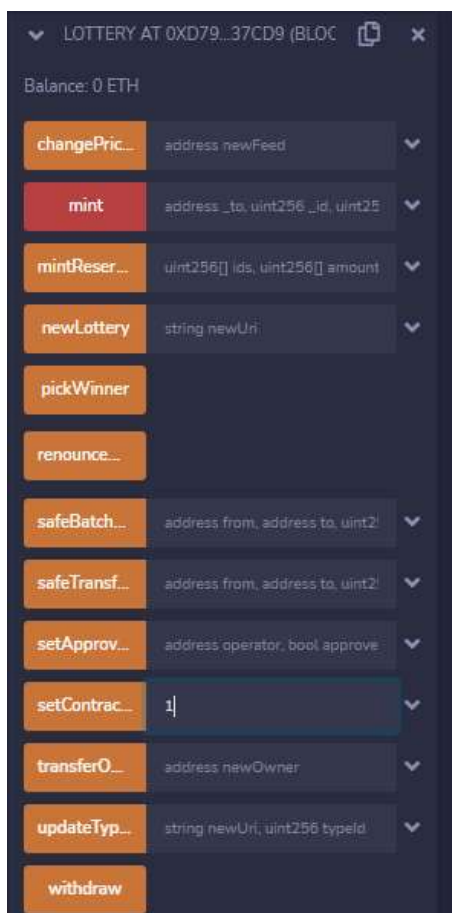 LOTTERY AT 0XD79...37CD9 (BLOC
Balance: 0 ETH
changePric... address newFeed
mint address _to, uint256 _id, uint25
mintReser... uint256[] ids, uint256[] amount
newLottery string newUri
pickWinner
renounce...
safeBatch... address from, address to, uint2
safeTransf... address from, address to, uint2
setApprov... address operator, bool approve
setContrac... 1
transferO... address newOwner
updateTyp... string newUri, uint256 typeId
withdraw